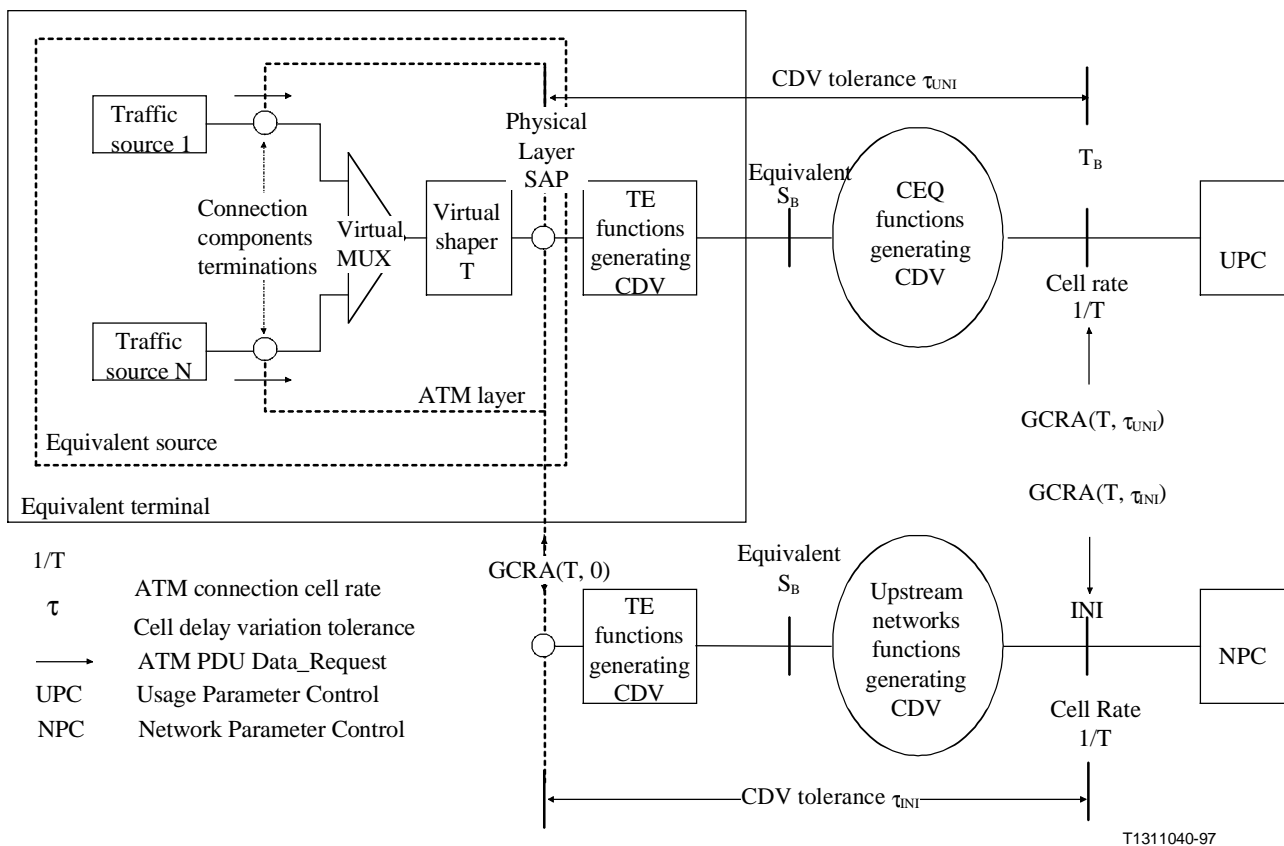 CDV tolerance τUNI
Traffic
source 1
Physical
Layer
SAP
TB
Equivalent
SB
CEQ
functions
generating
CDV
Connection
components
terminations
Virtual
MUX
Virtual
shaper
T
TE
functions
generating
CDV
UPC
Cell rate
1/T
Traffic
source N
ATM layer
GCRA(T, τUNI)
Equivalent source
GCRA(T, τINI)
Equivalent terminal
1/T
ATM connection cell rate
τ
Cell delay variation tolerance
ATM PDU Data_Request
UPC Usage Parameter Control
NPC Network Parameter Control
GCRA(T, 0)
TE
functions
generating
CDV
Equivalent
SB
Upstream
networks
functions
generating
CDV
INI
NPC
Cell Rate
1/T
CDV tolerance τINI
T1311040-97